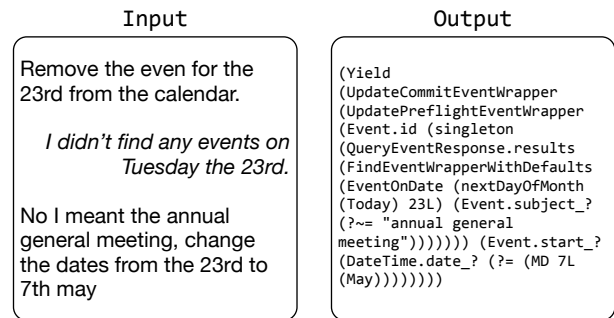 Input
Remove the even for the
23rd from the calendar.
I didn't find any events on
Tuesday the 23rd.
No I meant the annual
general meeting, change
the dates from the 23rd to
7th may
Output
(Yield
(UpdateCommitEventWrapper
(UpdatePreflightEventWrapper
(Event.id (singleton
(QueryEventResponse.results
(FindEventWrapperWithDefaults
(EventOnDate (nextDayOfMonth
(Today) 23L) (Event.subject_?
(?~= "annual general
meeting"))))))) (Event.start_?
(DateTime.date_? (?= (MD 7L
(May))))))))